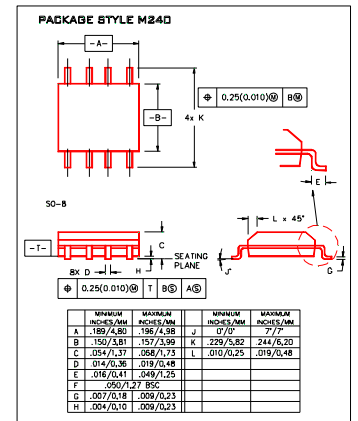 PACKAGE STYLE M240
-A-
⌖ 0.25(0.010)Ⓜ BⓂ
-B-
4x K
E
SO-8
L x 45°
-T-
C
8X D
H
SEATING PLANE
J
G
⌖ 0.25(0.010)Ⓜ T BⓈ AⓈ
MINIMUM INCHES/MM MAXIMUM INCHES/MM MINIMUM INCHES/MM MAXIMUM INCHES/MM
A .189/4,80 .196/4,98 J 0°/0° 7°/7°
B .150/3,81 .157/3,99 K .229/5,82 .244/6,20
C .054/1,37 .068/1,73 L .010/0,25 .019/0,48
D .014/0,36 .019/0,48
E .016/0,41 .049/1,25
F .050/1,27 BSC
G .007/0,18 .009/0,23
H .004/0,10 .009/0,23